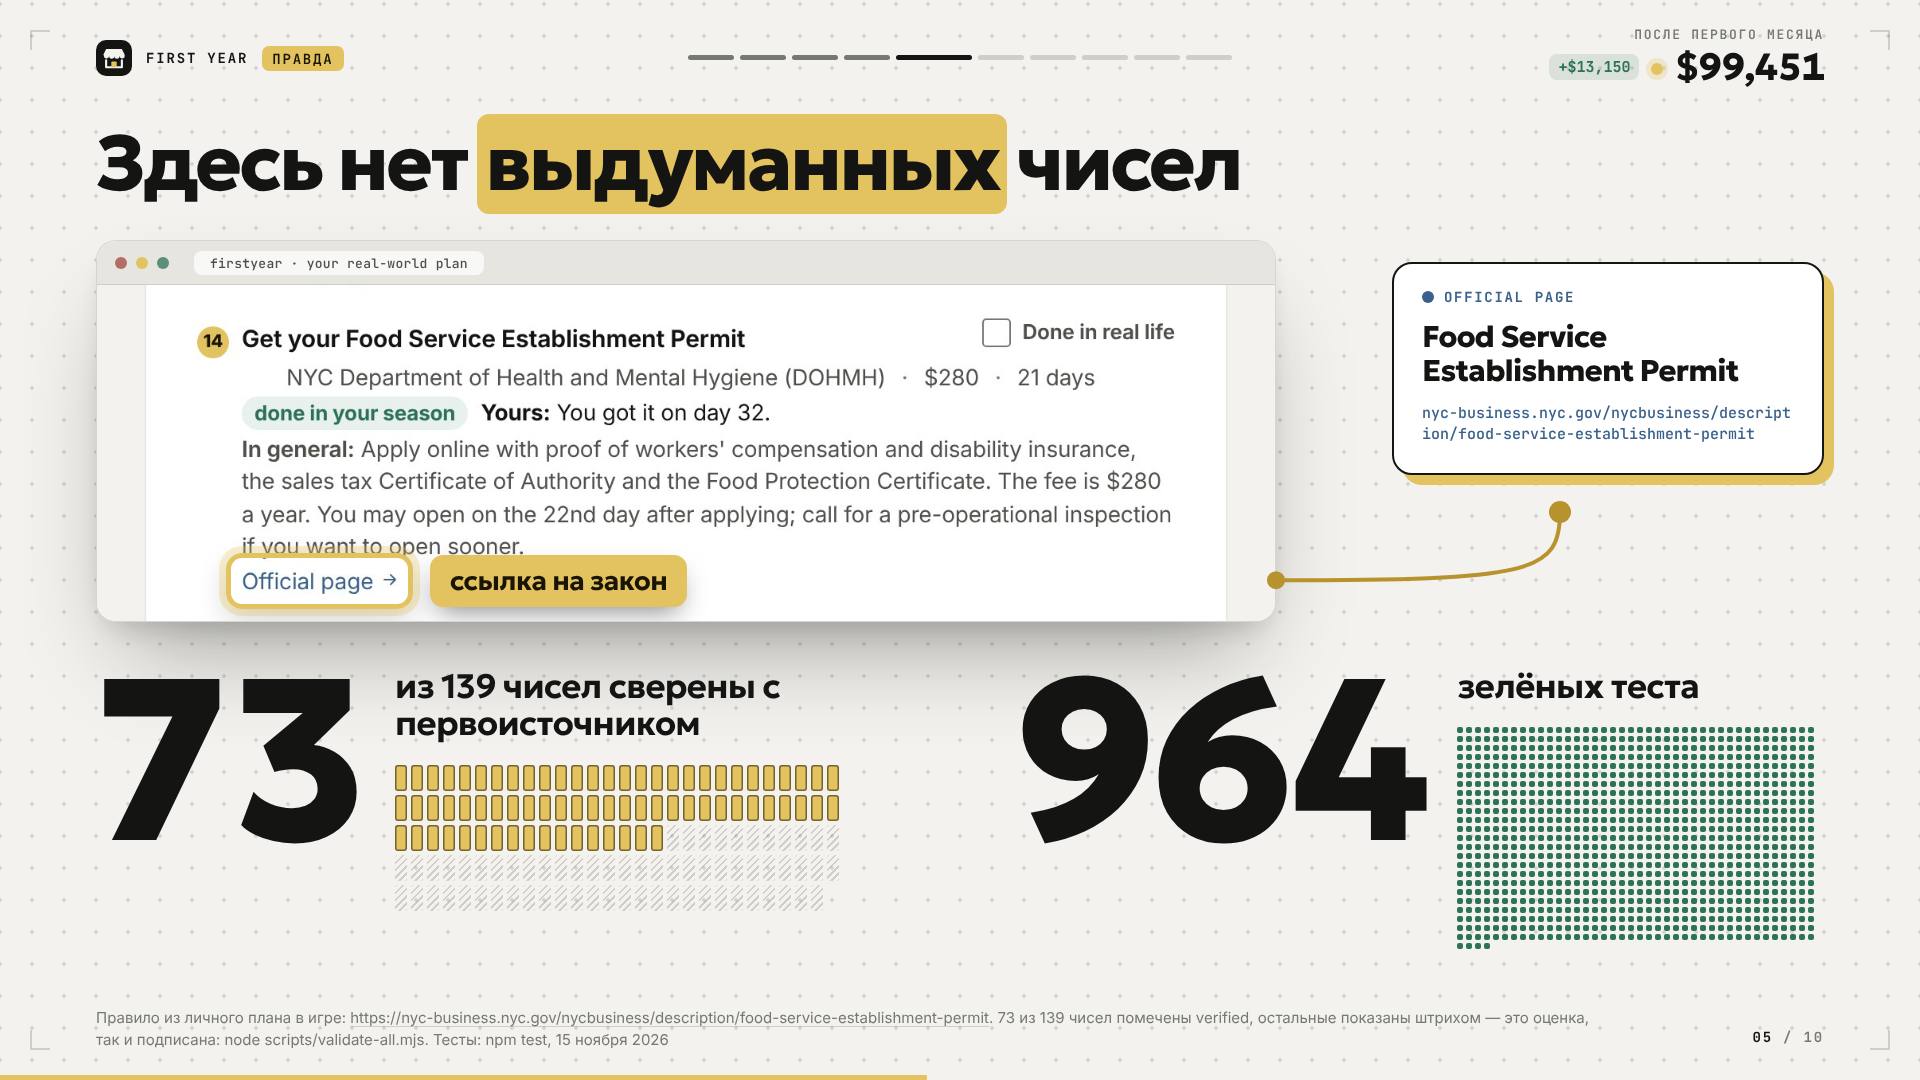 FIRST YEAR
ПРАВДА
ПОСЛЕ ПЕРВОГО МЕСЯЦА
+$13,150
$99,451
Здесь нет выдуманных чисел
firstyear · your real-world plan
14 Get your Food Service Establishment Permit
Done in real life
NYC Department of Health and Mental Hygiene (DOHMH) · $280 · 21 days
done in your season Yours: You got it on day 32.
In general: Apply online with proof of workers' compensation and disability insurance,
the sales tax Certificate of Authority and the Food Protection Certificate. The fee is $280
a year. You may open on the 22nd day after applying; call for a pre-operational inspection
if you want to open sooner.
Official page →
ссылка на закон
OFFICIAL PAGE
Food Service
Establishment Permit
nyc-business.nyc.gov/nycbusiness/descript
ion/food-service-establishment-permit
73
из 139 чисел сверены с
первоисточником
964
зелёных теста
Правило из личного плана в игре: https://nyc-business.nyc.gov/nycbusiness/description/food-service-establishment-permit. 73 из 139 чисел помечены verified, остальные показаны штрихом — это оценка,
так и подписана: node scripts/validate-all.mjs. Тесты: npm test, 15 ноября 2026
05 / 10